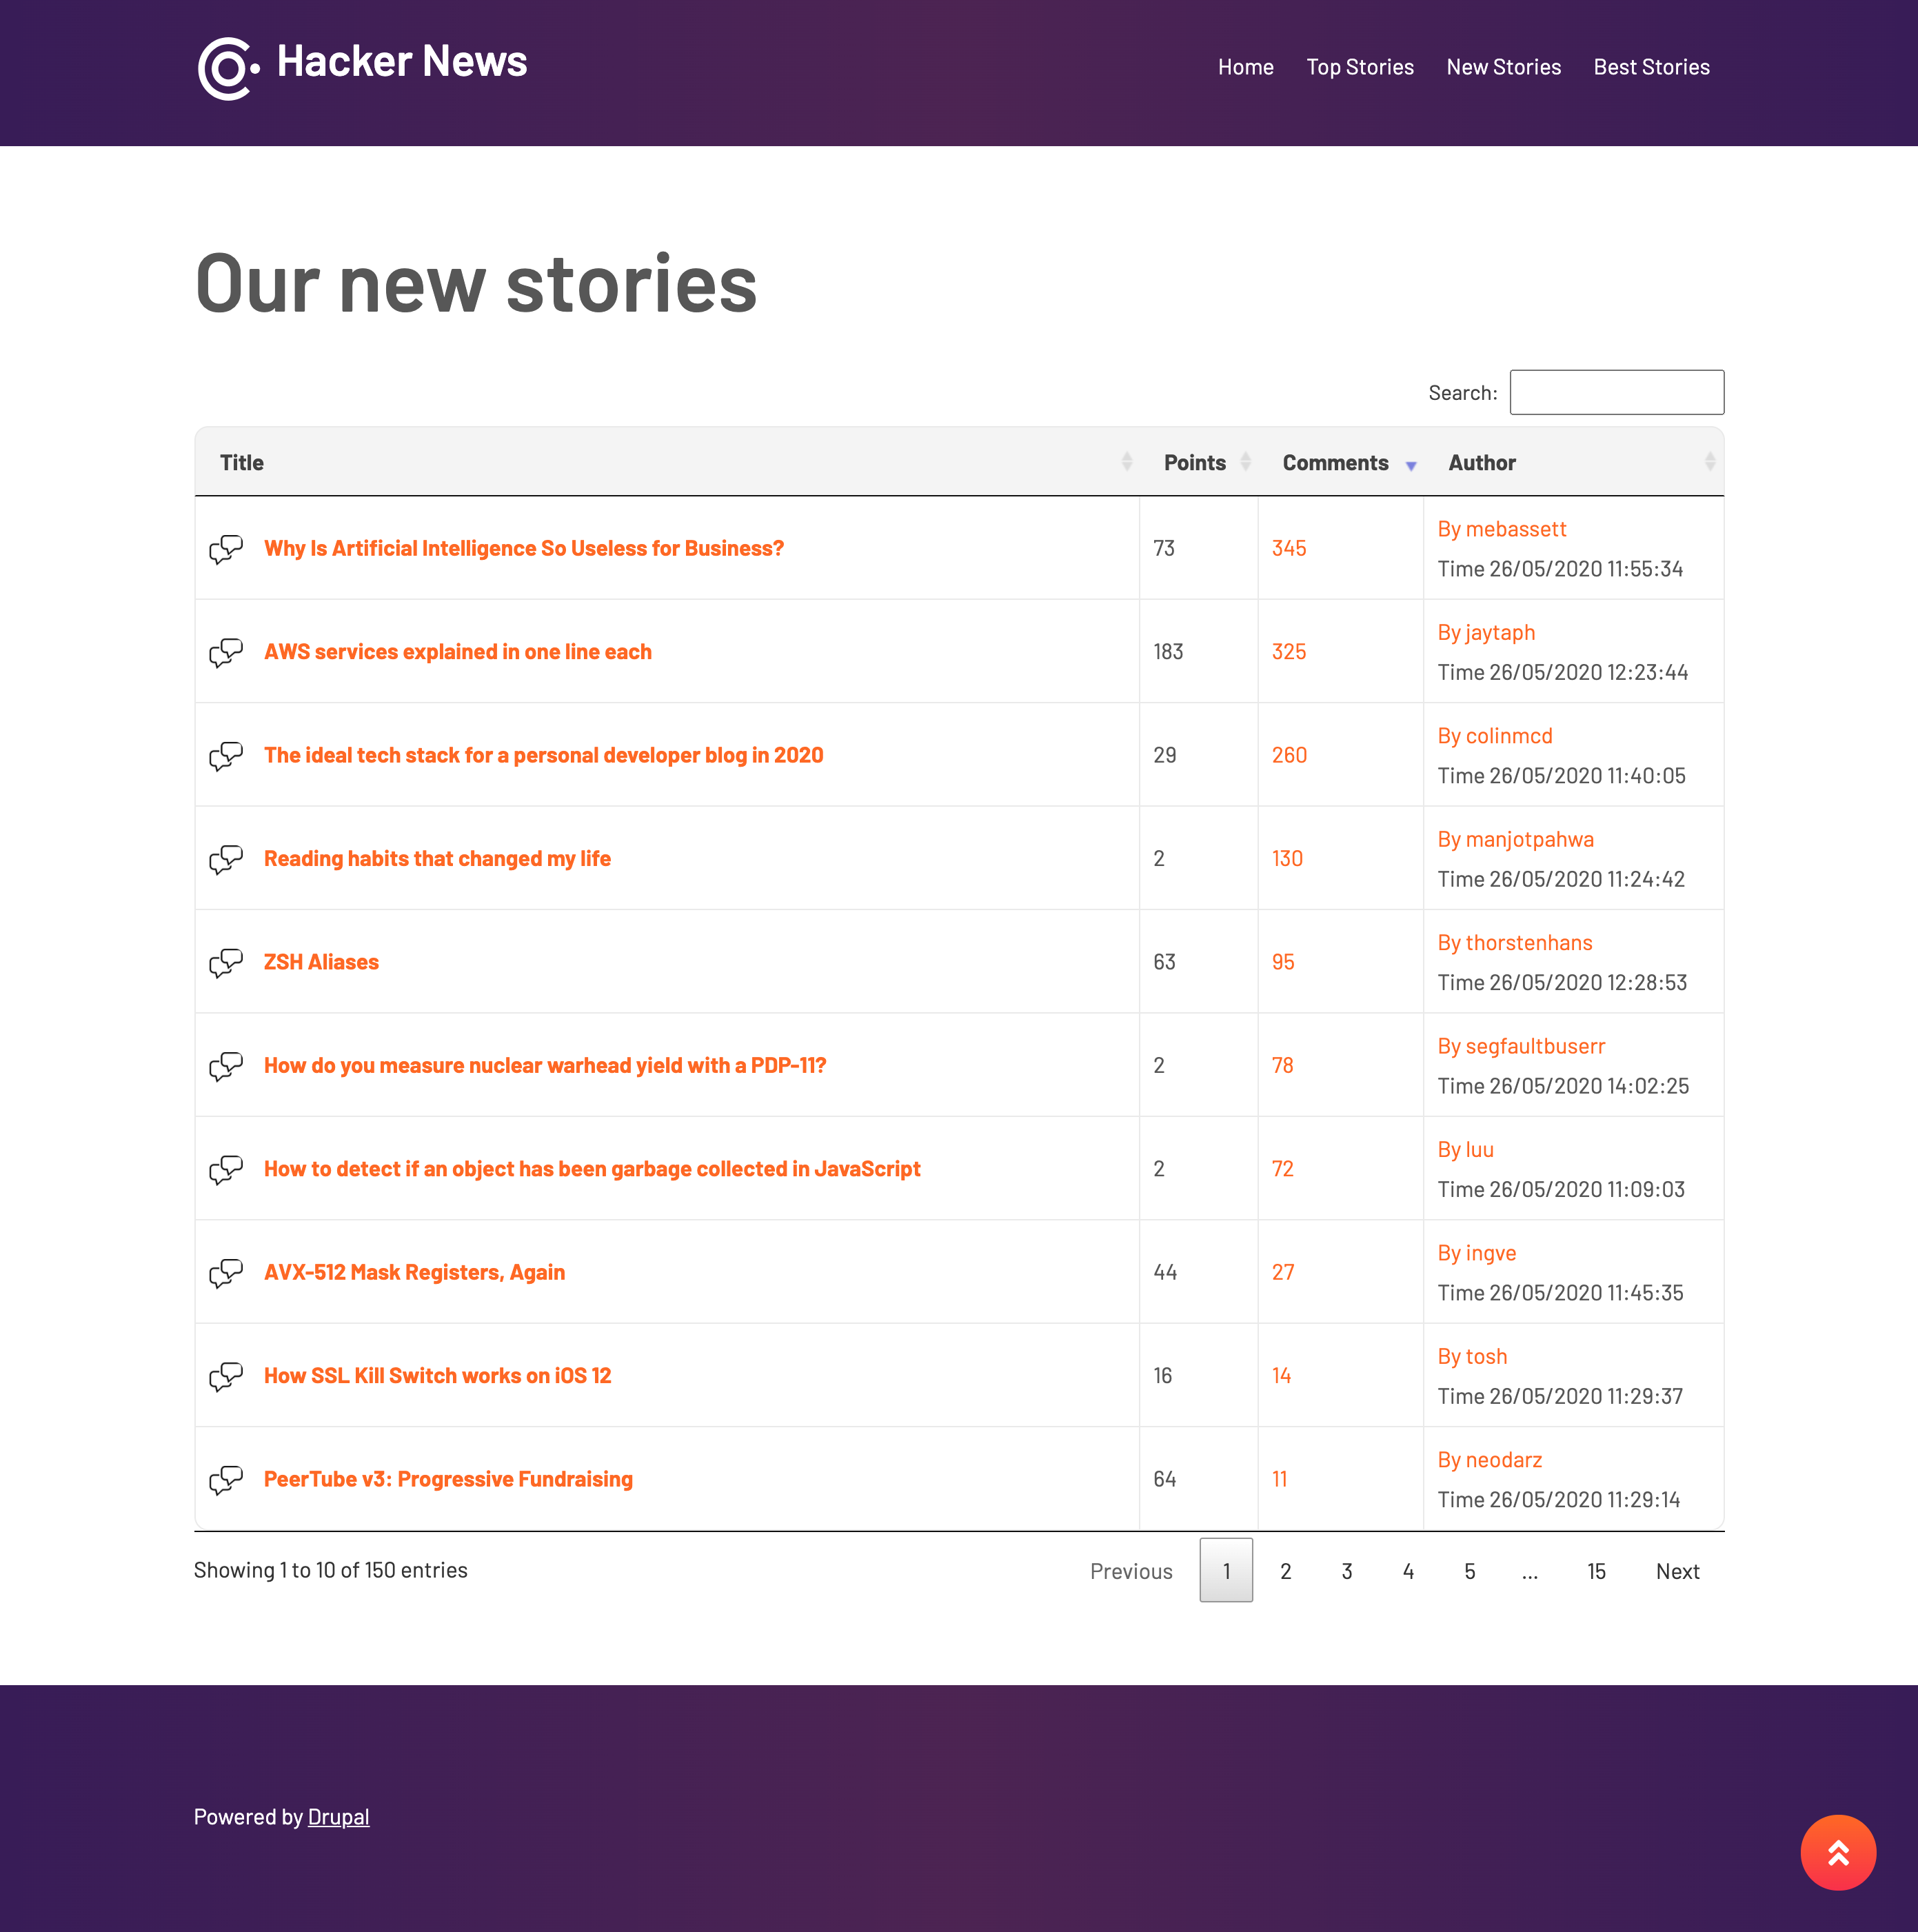 Hacker News
Home Top Stories New Stories Best Stories
Our new stories
Search:
Title Points Comments Author
Why Is Artificial Intelligence So Useless for Business? 73 345 By mebassett
Time 26/05/2020 11:55:34
AWS services explained in one line each 183 325 By jaytaph
Time 26/05/2020 12:23:44
The ideal tech stack for a personal developer blog in 2020 29 260 By colinmcd
Time 26/05/2020 11:40:05
Reading habits that changed my life 2 130 By manjotpahwa
Time 26/05/2020 11:24:42
ZSH Aliases 63 95 By thorstenhans
Time 26/05/2020 12:28:53
How do you measure nuclear warhead yield with a PDP-11? 2 78 By segfaultbuserr
Time 26/05/2020 14:02:25
How to detect if an object has been garbage collected in JavaScript 2 72 By luu
Time 26/05/2020 11:09:03
AVX-512 Mask Registers, Again 44 27 By ingve
Time 26/05/2020 11:45:35
How SSL Kill Switch works on iOS 12 16 14 By tosh
Time 26/05/2020 11:29:37
PeerTube v3: Progressive Fundraising 64 11 By neodarz
Time 26/05/2020 11:29:14
Showing 1 to 10 of 150 entries Previous 1 2 3 4 5 ... 15 Next
Powered by Drupal